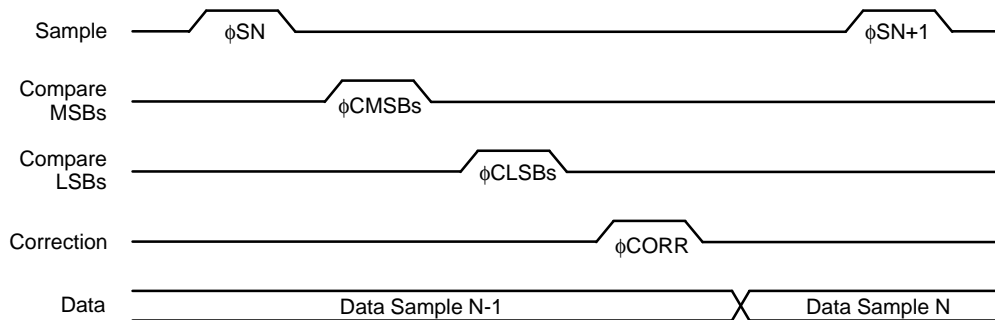 Sample
ϕSN
ϕSN+1
Compare
MSBs
ϕCMSBs
Compare
LSBs
ϕCLSBs
Correction
ϕCORR
Data
Data Sample N-1
Data Sample N